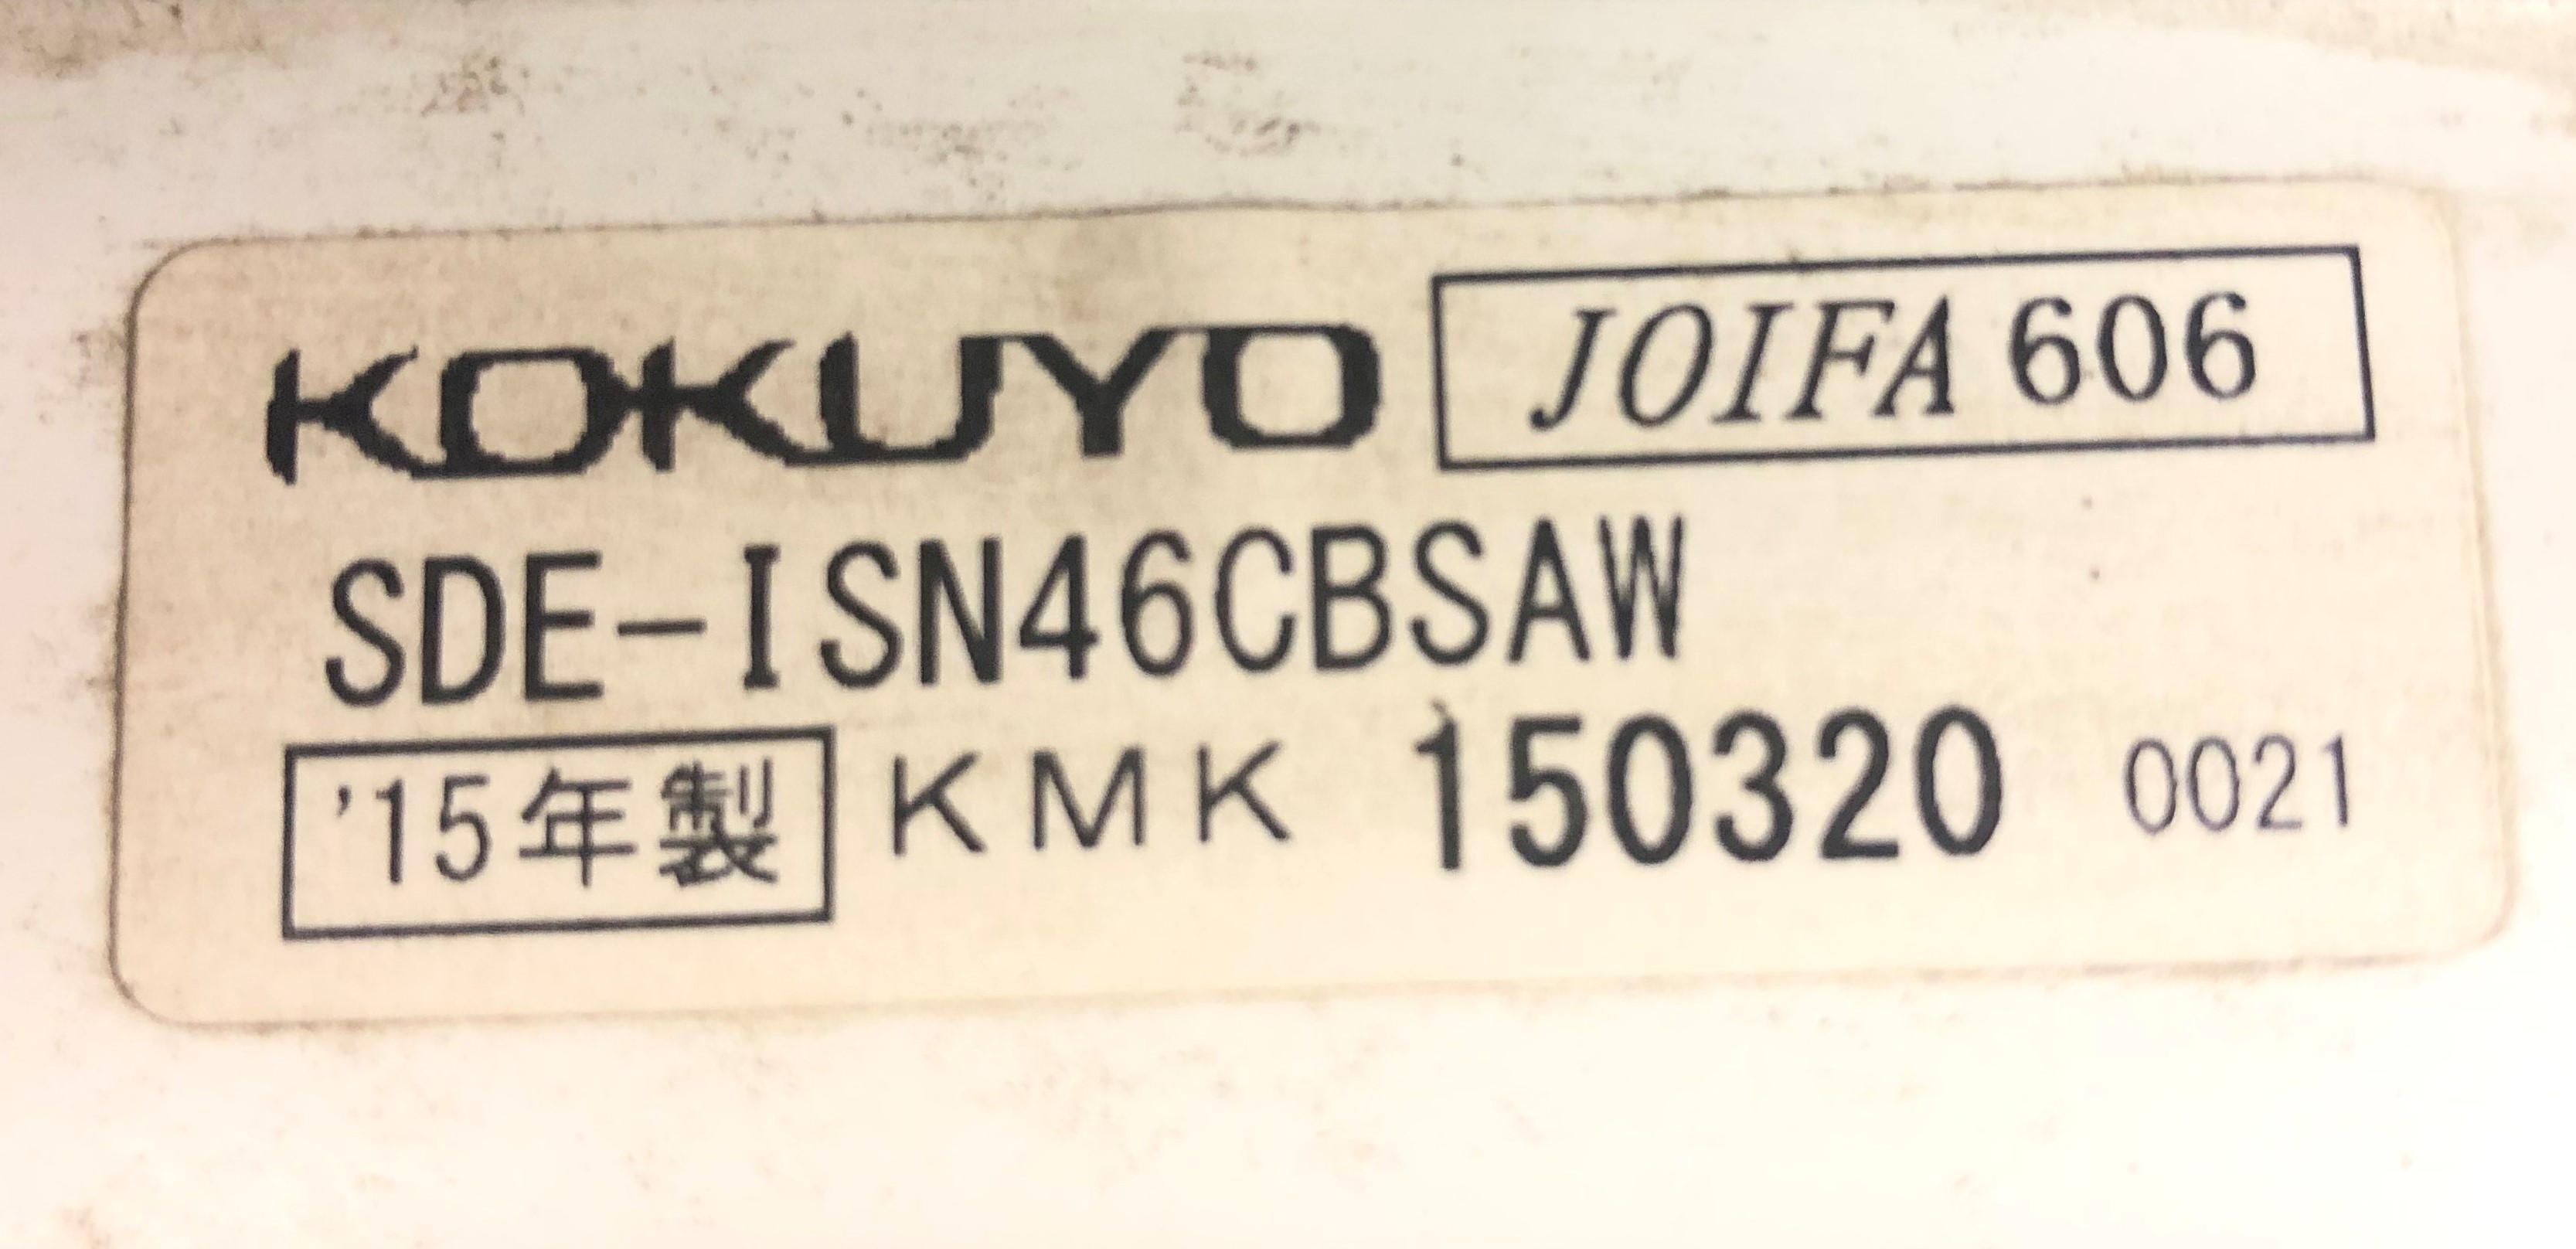 KOKUYO JOIFA 606
SDE-ISN46CBSAW
'15年製 KMK 150320 0021